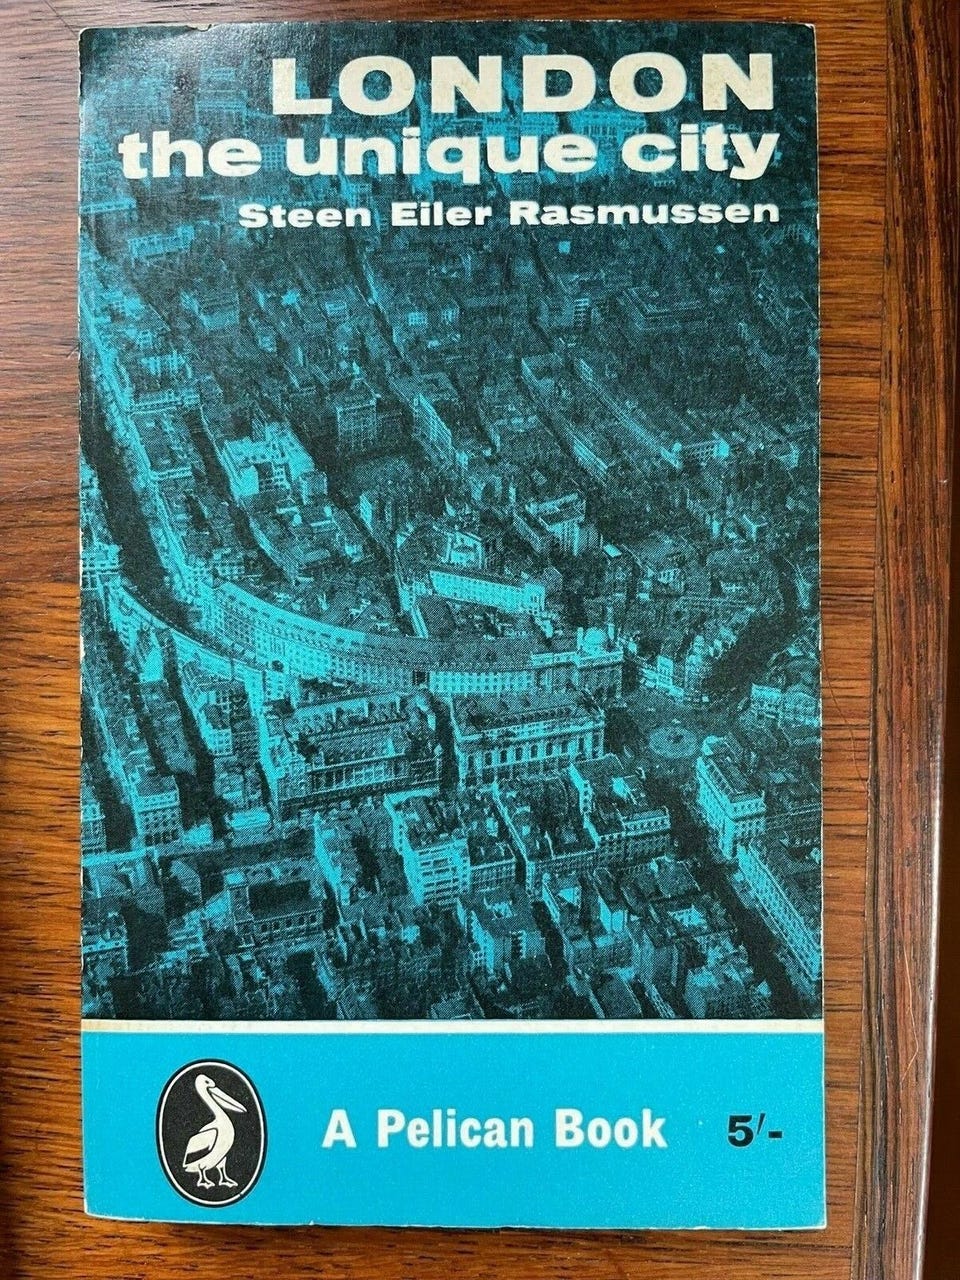 LONDON
the unique city
Steen Eiler Rasmussen
A Pelican Book 5/-